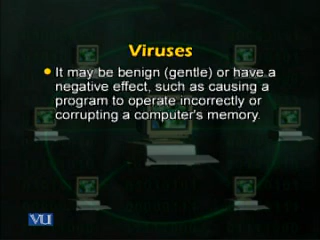 Viruses
It may be benign (gentle) or have a
negative effect, such as causing a
program to operate incorrectly or
corrupting a computer's memory.
VU